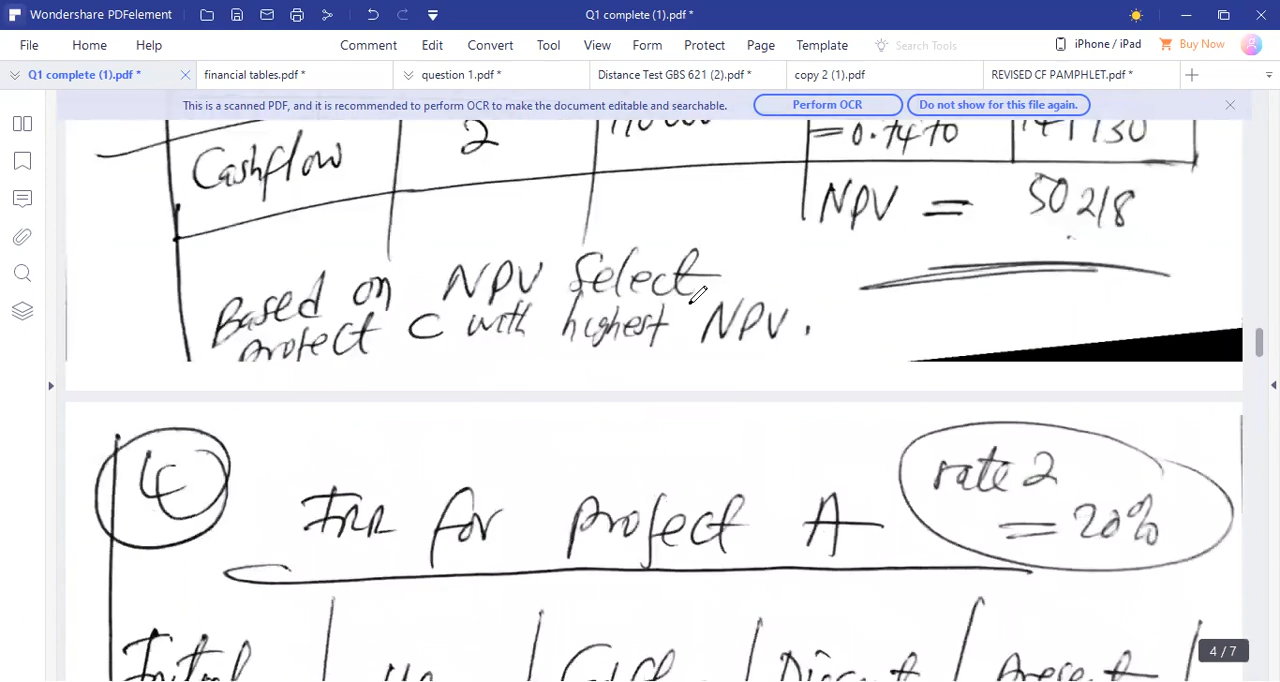 Wondershare PDFelement
Q1 complete (1).pdf *
File Home Help Comment Edit Convert Tool View Form Protect Page Template Search Tools iPhone / iPad Buy Now
Q1 complete (1).pdf * financial tables.pdf * question 1.pdf * Distance Test GBS 621 (2).pdf * copy 2 (1).pdf REVISED CF PAMPHLET.pdf *
This is a scanned PDF, and it is recommended to perform OCR to make the document editable and searchable. Perform OCR Do not show for this file again.
Cashflow 2 = 0.7470
NPV = 50218
Based on NPV Select
project C with highest NPV.
IRR for project A
rate 2
= 20%
Initial Cash Discount Present
4 / 7